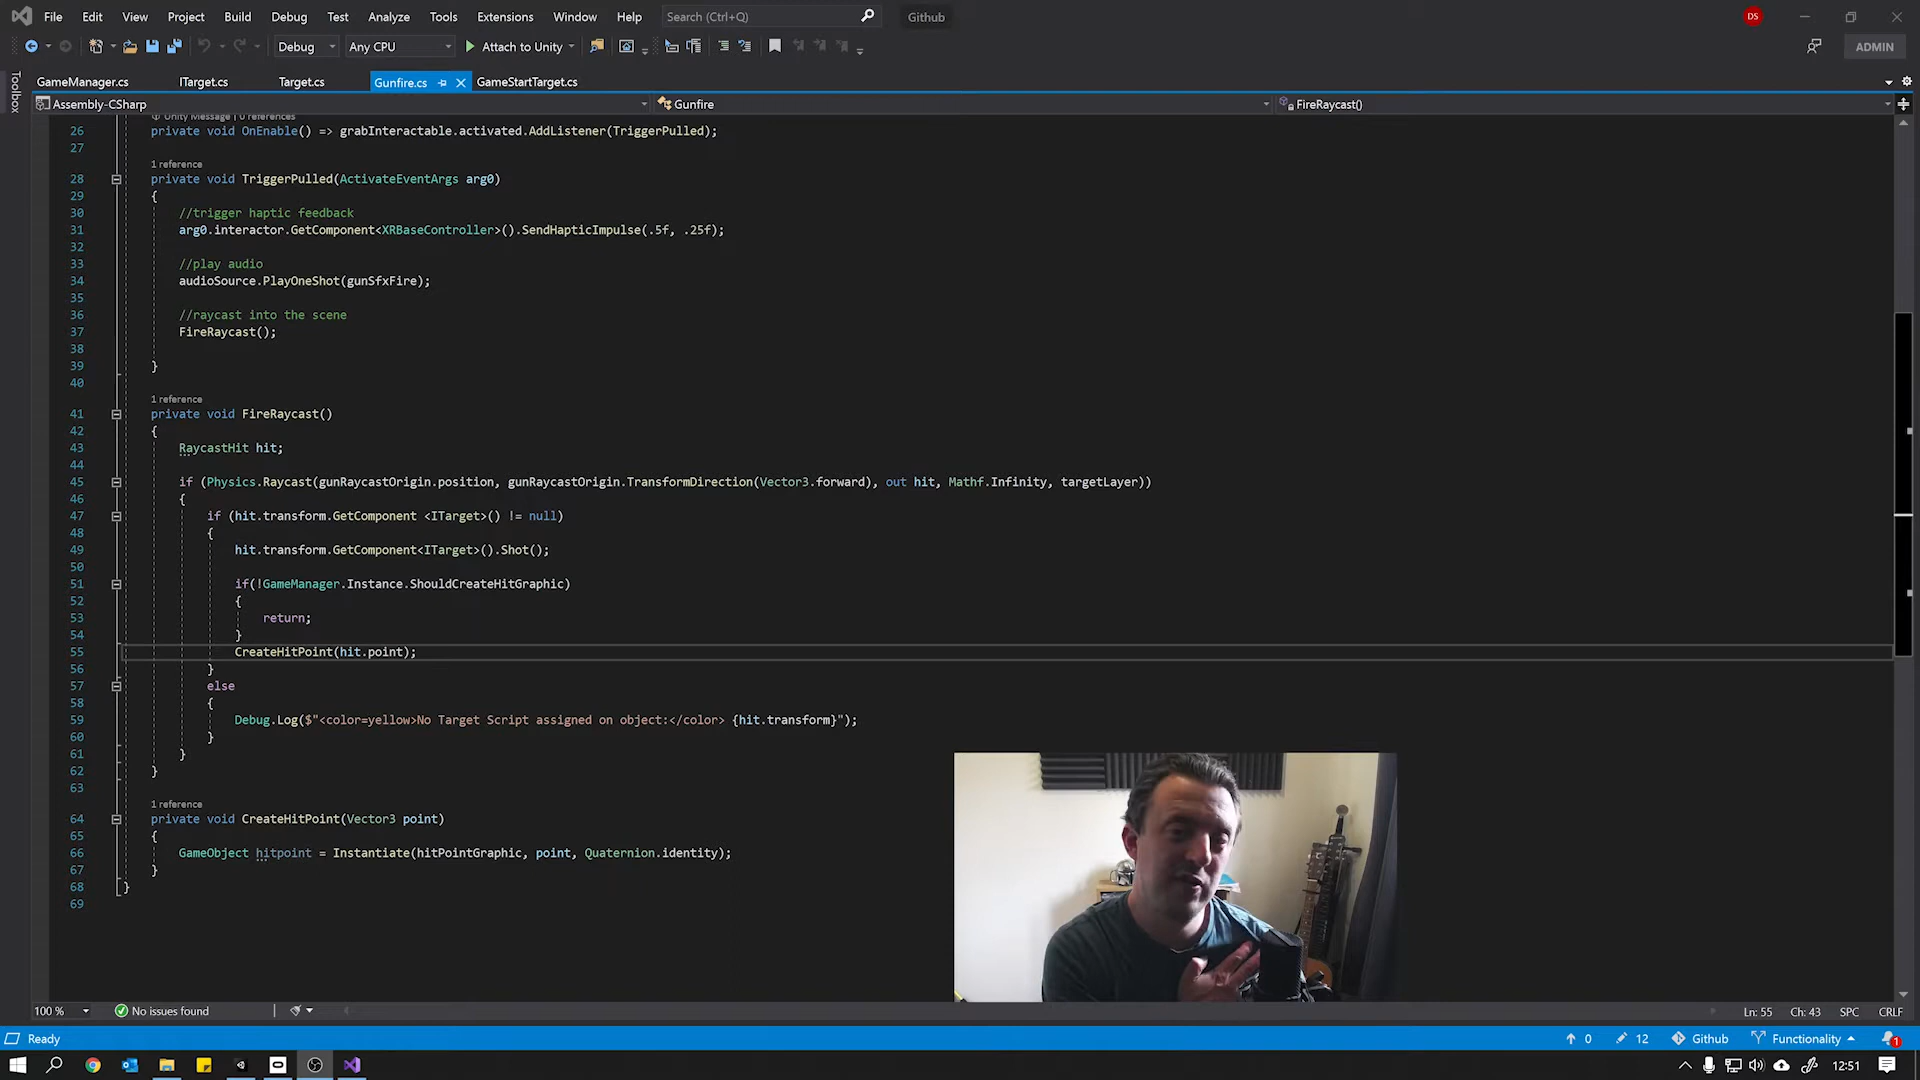 File Edit View Project Build Debug Test Analyze Tools Extensions Window Help Search (Ctrl+Q) Github DS
Debug Any CPU Attach to Unity ADMIN
Toolbox
GameManager.cs ITarget.cs Target.cs Gunfire.cs GameStartTarget.cs
Assembly-CSharp Gunfire FireRaycast()
Unity Message | 0 references
26 private void OnEnable() => grabInteractable.activated.AddListener(TriggerPulled);
27
1 reference
28 private void TriggerPulled(ActivateEventArgs arg0)
29 {
30 //trigger haptic feedback
31 arg0.interactor.GetComponent<XRBaseController>().SendHapticImpulse(.5f, .25f);
32
33 //play audio
34 audioSource.PlayOneShot(gunSfxFire);
35
36 //raycast into the scene
37 FireRaycast();
38
39 }
40
1 reference
41 private void FireRaycast()
42 {
43 RaycastHit hit;
44
45 if (Physics.Raycast(gunRaycastOrigin.position, gunRaycastOrigin.TransformDirection(Vector3.forward), out hit, Mathf.Infinity, targetLayer))
46 {
47 if (hit.transform.GetComponent <ITarget>() != null)
48 {
49 hit.transform.GetComponent<ITarget>().Shot();
50
51 if(!GameManager.Instance.ShouldCreateHitGraphic)
52 {
53 return;
54 }
55 CreateHitPoint(hit.point);
56 }
57 else
58 {
59 Debug.Log($"<color=yellow>No Target Script assigned on object:</color> {hit.transform}");
60 }
61 }
62 }
63
1 reference
64 private void CreateHitPoint(Vector3 point)
65 {
66 GameObject hitpoint = Instantiate(hitPointGraphic, point, Quaternion.identity);
67 }
68 }
69
100 % No issues found Ln: 55 Ch: 43 SPC CRLF
Ready 0 12 Github Functionality 1
12:51